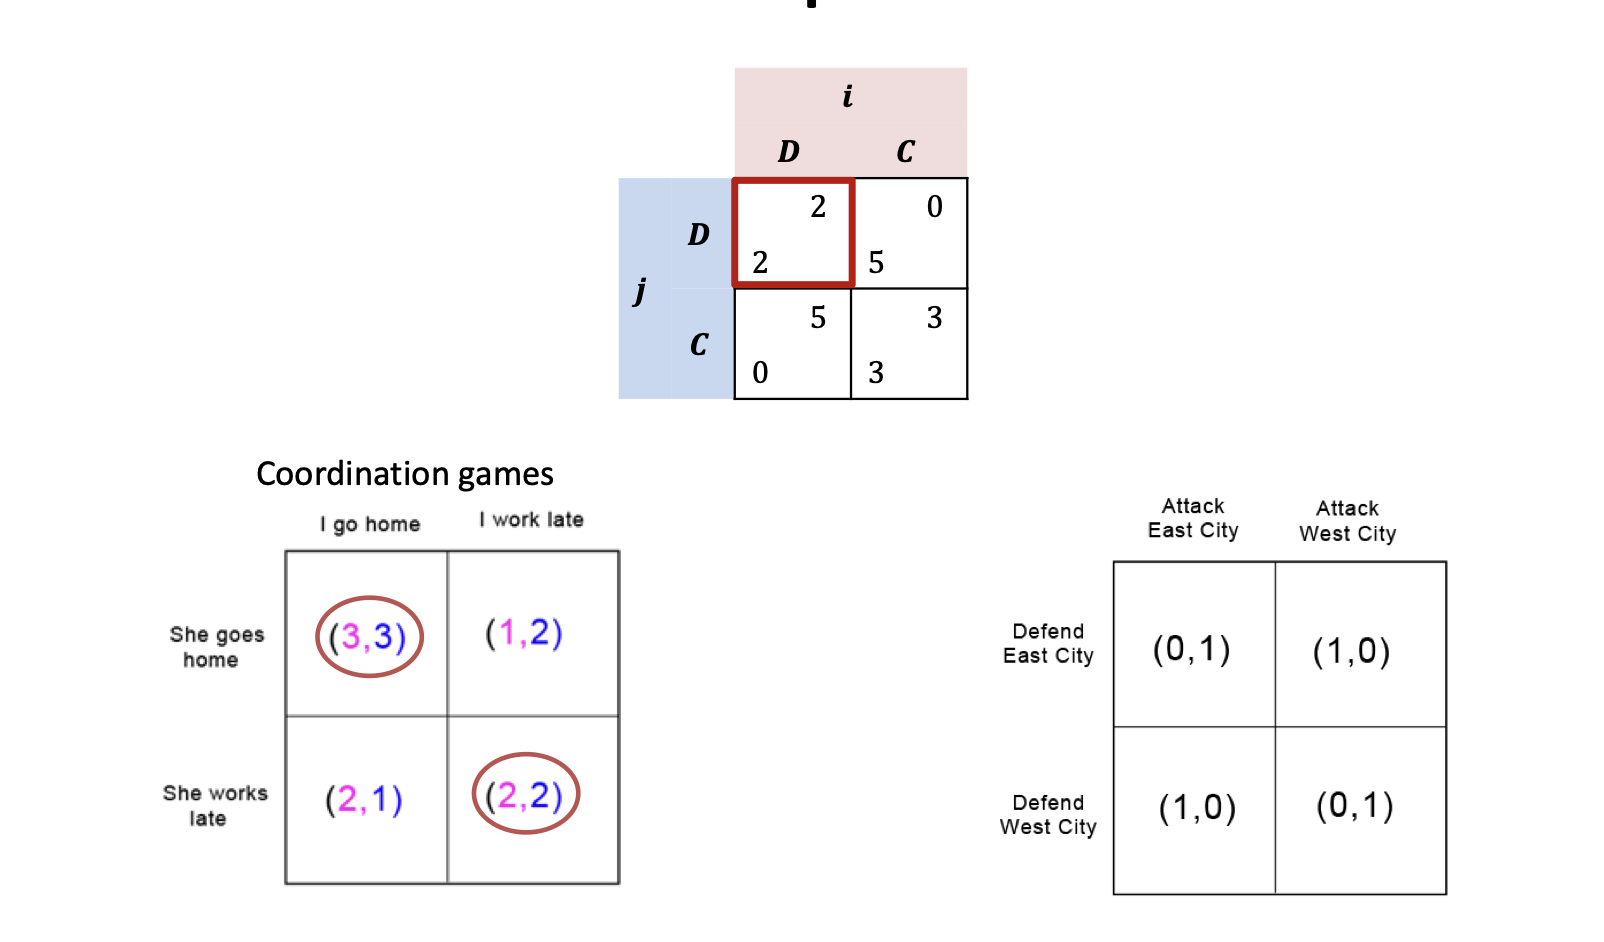 i
D C
2 0
D
2 5
j
5 3
C
0 3
Coordination games
I go home I work late
She goes
home
(3,3) (1,2)
She works
late
(2,1) (2,2)
Attack
East City
Attack
West City
Defend
East City
(0,1) (1,0)
Defend
West City
(1,0) (0,1)